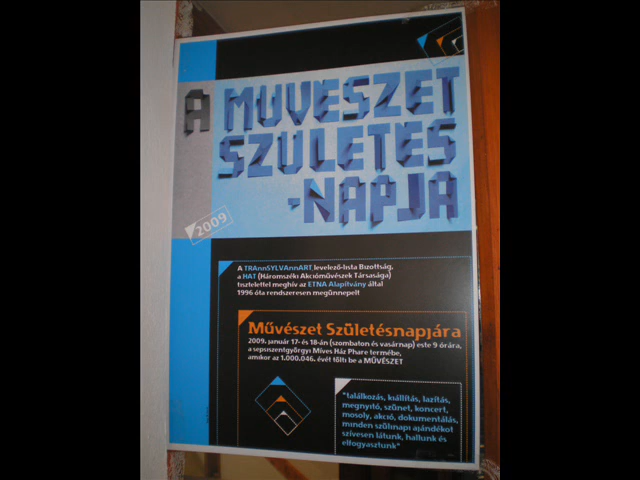 A MŰVÉSZET
SZÜLETÉS
-NAPJA
2009
A TRAnnSYLVAnnART levelező-lista Bizottság,
a HAT (Háromszéki Akcióművészek Társasága)
tisztelettel meghív az ETNA Alapítvány által
1996 óta rendszeresen megünnepelt
Művészet Születésnapjára
2009. január 17- és 18-án (szombaton és vasárnap) este 9 órára,
a sepsiszentgyörgyi Míves Ház Phare termébe,
amikor az 1.000.046. évét tölti be a MŰVÉSZET
"találkozás, kiállítás, lazítás,
megnyitó, szünet, koncert,
mosoly, akció, dokumentálás,
minden szülinapi ajándékot
szívesen látunk, hallunk és
elfogyasztunk"